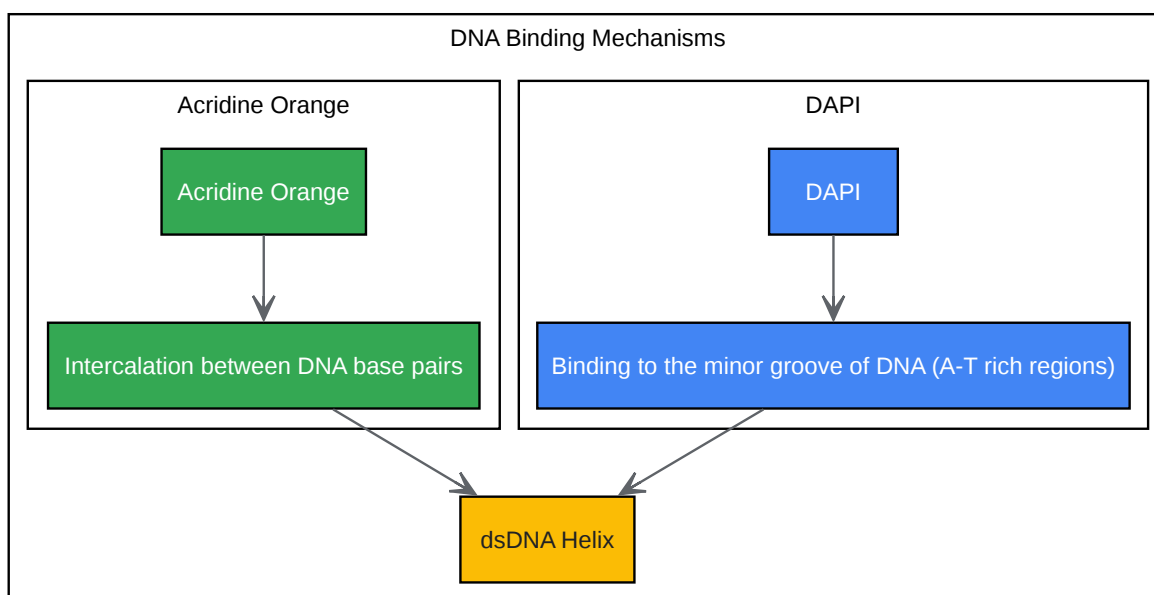 DNA Binding Mechanisms
Acridine Orange
DAPI
Acridine Orange
DAPI
Intercalation between DNA base pairs
Binding to the minor groove of DNA (A-T rich regions)
dsDNA Helix